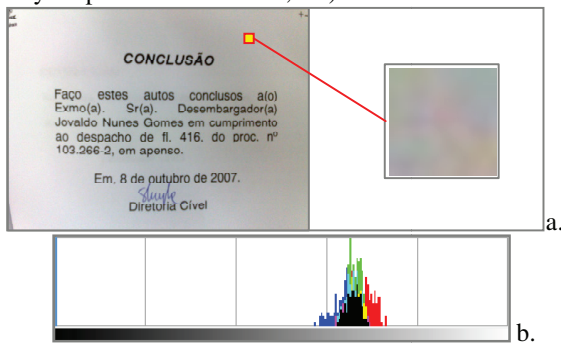 CONCLUSÃO
Faço estes autos conclusos a(o)
Exmo(a). Sr(a). Desembargador(a)
Jovaldo Nunes Gomes em cumprimento
ao despacho de fl. 416. do proc. nº
103.266-2, em apenso.
Em, 8 de outubro de 2007.
Diretoria Cível
a.
b.